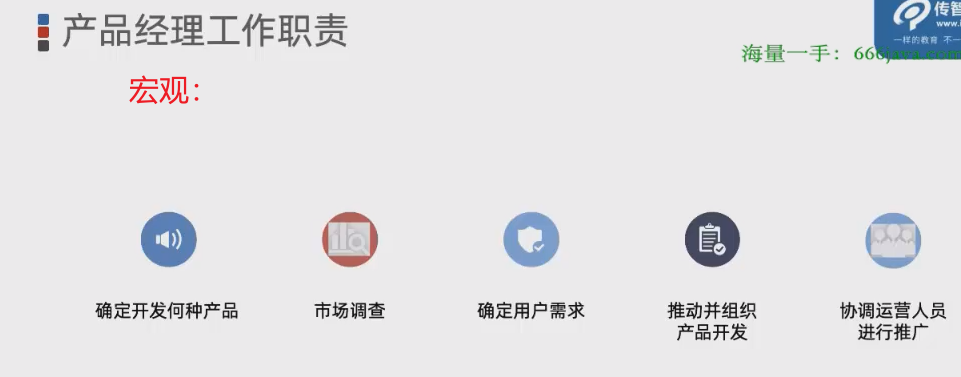 产品经理工作职责
传智
www.i
一样的教育 不一
海量一手：666java.com
宏观：
确定开发何种产品
市场调查
确定用户需求
推动并组织
产品开发
协调运营人员
进行推广